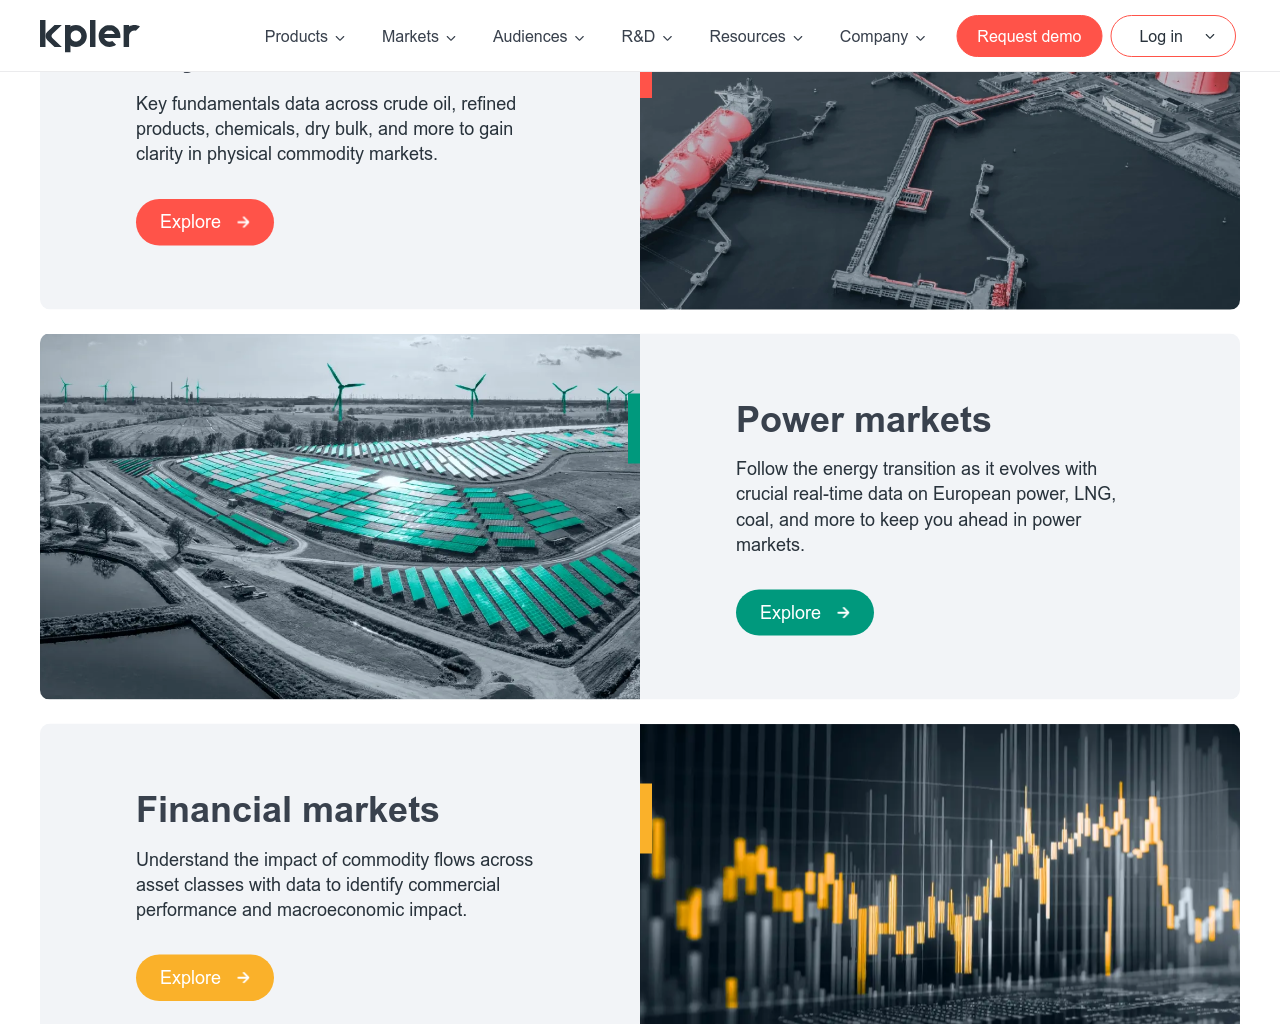 kpler
Products
Markets
Audiences
R&D
Resources
Company
Request demo
Log in
Key fundamentals data across crude oil, refined
products, chemicals, dry bulk, and more to gain
clarity in physical commodity markets.
Explore
Power markets
Follow the energy transition as it evolves with
crucial real-time data on European power, LNG,
coal, and more to keep you ahead in power
markets.
Explore
Financial markets
Understand the impact of commodity flows across
asset classes with data to identify commercial
performance and macroeconomic impact.
Explore